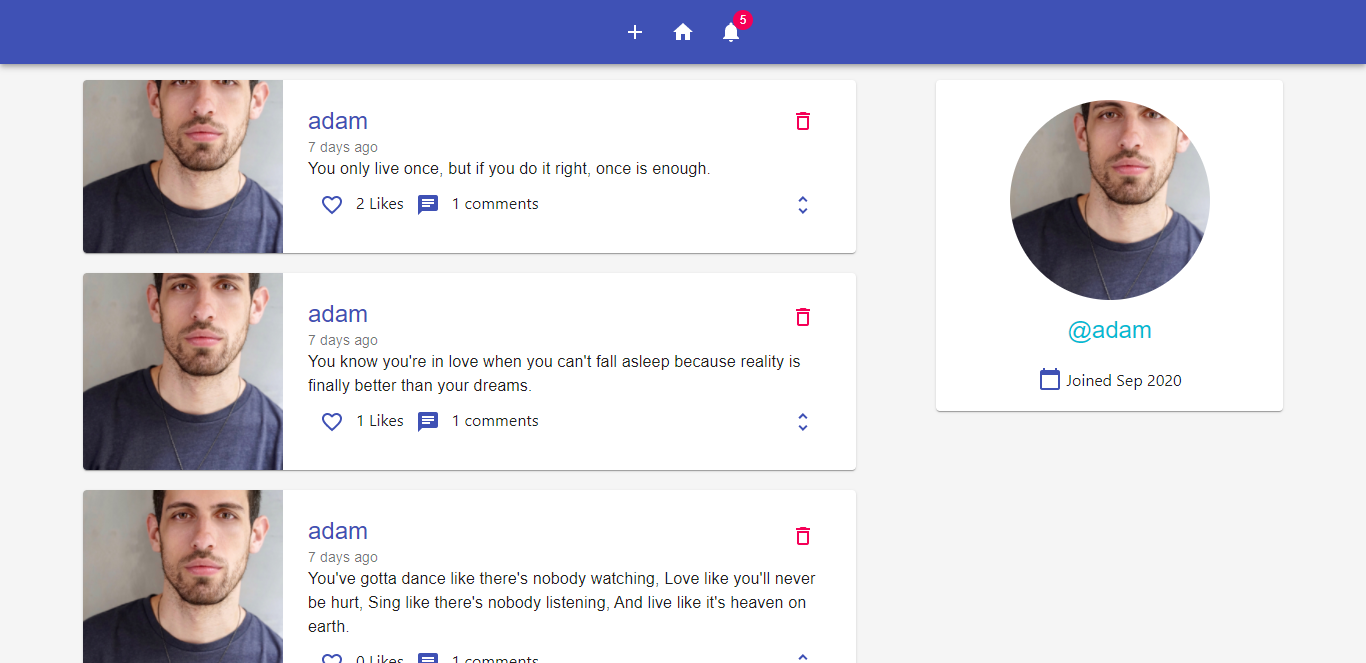 5
adam
7 days ago
You only live once, but if you do it right, once is enough.
2 Likes 1 comments
adam
7 days ago
You know you're in love when you can't fall asleep because reality is
finally better than your dreams.
1 Likes 1 comments
adam
7 days ago
You've gotta dance like there's nobody watching, Love like you'll never
be hurt, Sing like there's nobody listening, And live like it's heaven on
earth.
0 Likes 1 comments
@adam
Joined Sep 2020